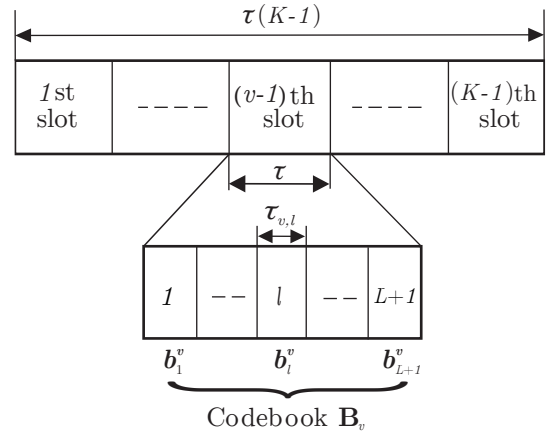 τ(K-1)
1st slot
(v-1)th slot
(K-1)th slot
τ
τ_{v,l}
1
l
L+1
b_1^v
b_l^v
b_{L+1}^v
Codebook B_v